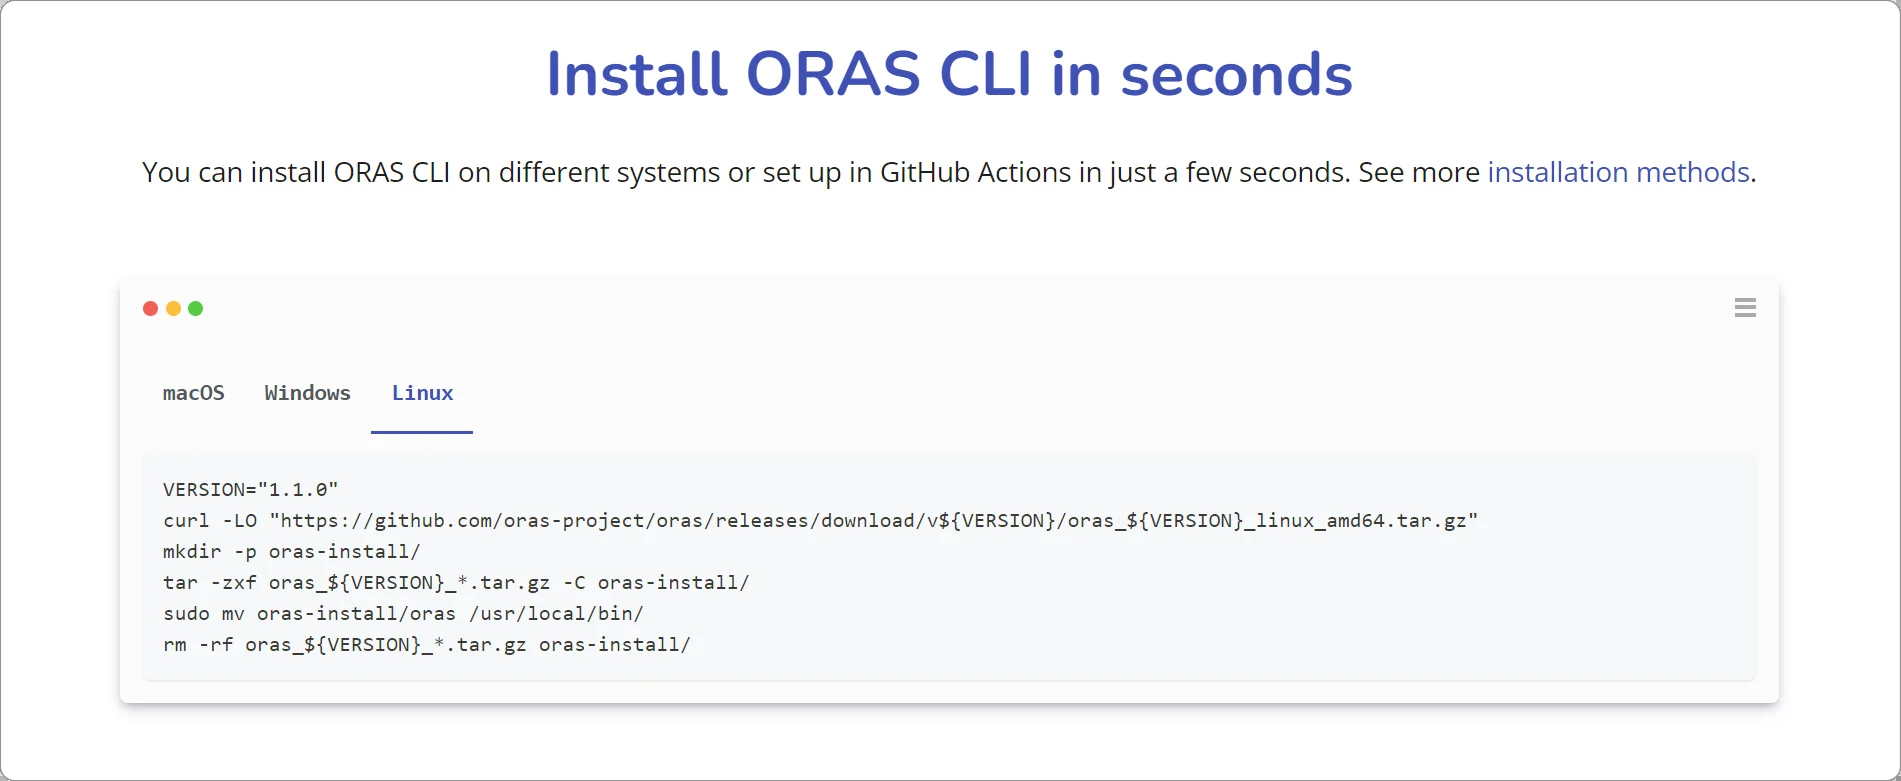 Install ORAS CLI in seconds
You can install ORAS CLI on different systems or set up in GitHub Actions in just a few seconds. See more installation methods.
macOS Windows Linux
VERSION="1.1.0"
curl -LO "https://github.com/oras-project/oras/releases/download/v${VERSION}/oras_${VERSION}_linux_amd64.tar.gz"
mkdir -p oras-install/
tar -zxf oras_${VERSION}_*.tar.gz -C oras-install/
sudo mv oras-install/oras /usr/local/bin/
rm -rf oras_${VERSION}_*.tar.gz oras-install/